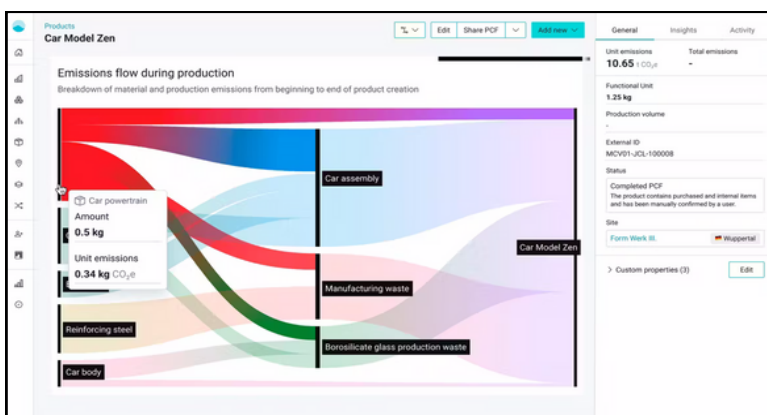 Products
Car Model Zen
Edit
Share PCF
Add new
Emissions flow during production
Breakdown of material and production emissions from beginning to end of product creation
Car assembly
Car powertrain
Amount
0.5 kg
Unit emissions
0.34 kg CO₂e
Car Model Zen
Manufacturing waste
Reinforcing steel
Borosilicate glass production waste
Car body
General
Insights
Activity
Unit emissions
Total emissions
10.65 t CO₂e
-
Functional Unit
1.25 kg
Production volume
-
External ID
MCV01-JCL-100008
Status
Completed PCF
The product contains purchased and internal items
and has been manually confirmed by a user.
Site
Form Werk III.
Wuppertal
Custom properties (3)
Edit